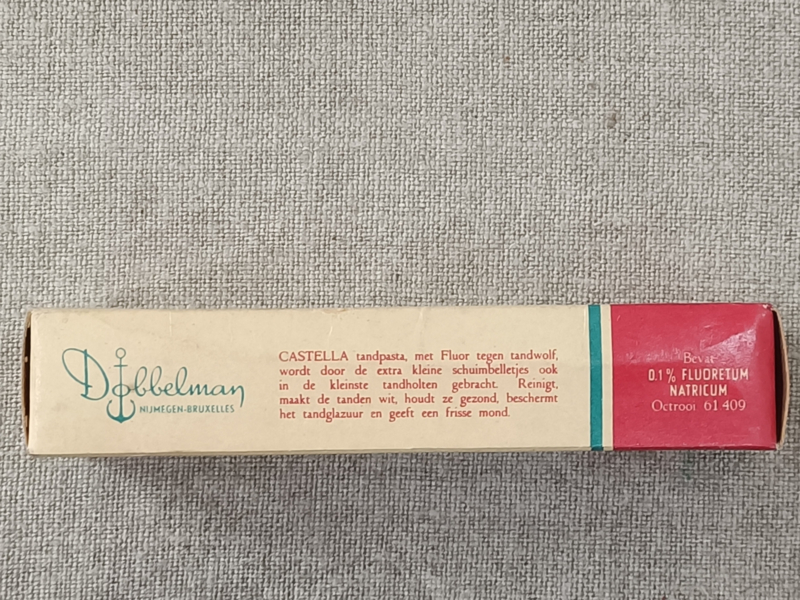 Dobbelman
NIJMEGEN-BRUXELLES
CASTELLA tandpasta, met Fluor tegen tandwolf,
wordt door de extra kleine schuimbelletjes ook
in de kleinste tandholten gebracht. Reinigt,
maakt de tanden wit, houdt ze gezond, beschermt
het tandglazuur en geeft een frisse mond.
Bevat
0.1 % FLUORETUM
NATRICUM
Octrooi 61 409